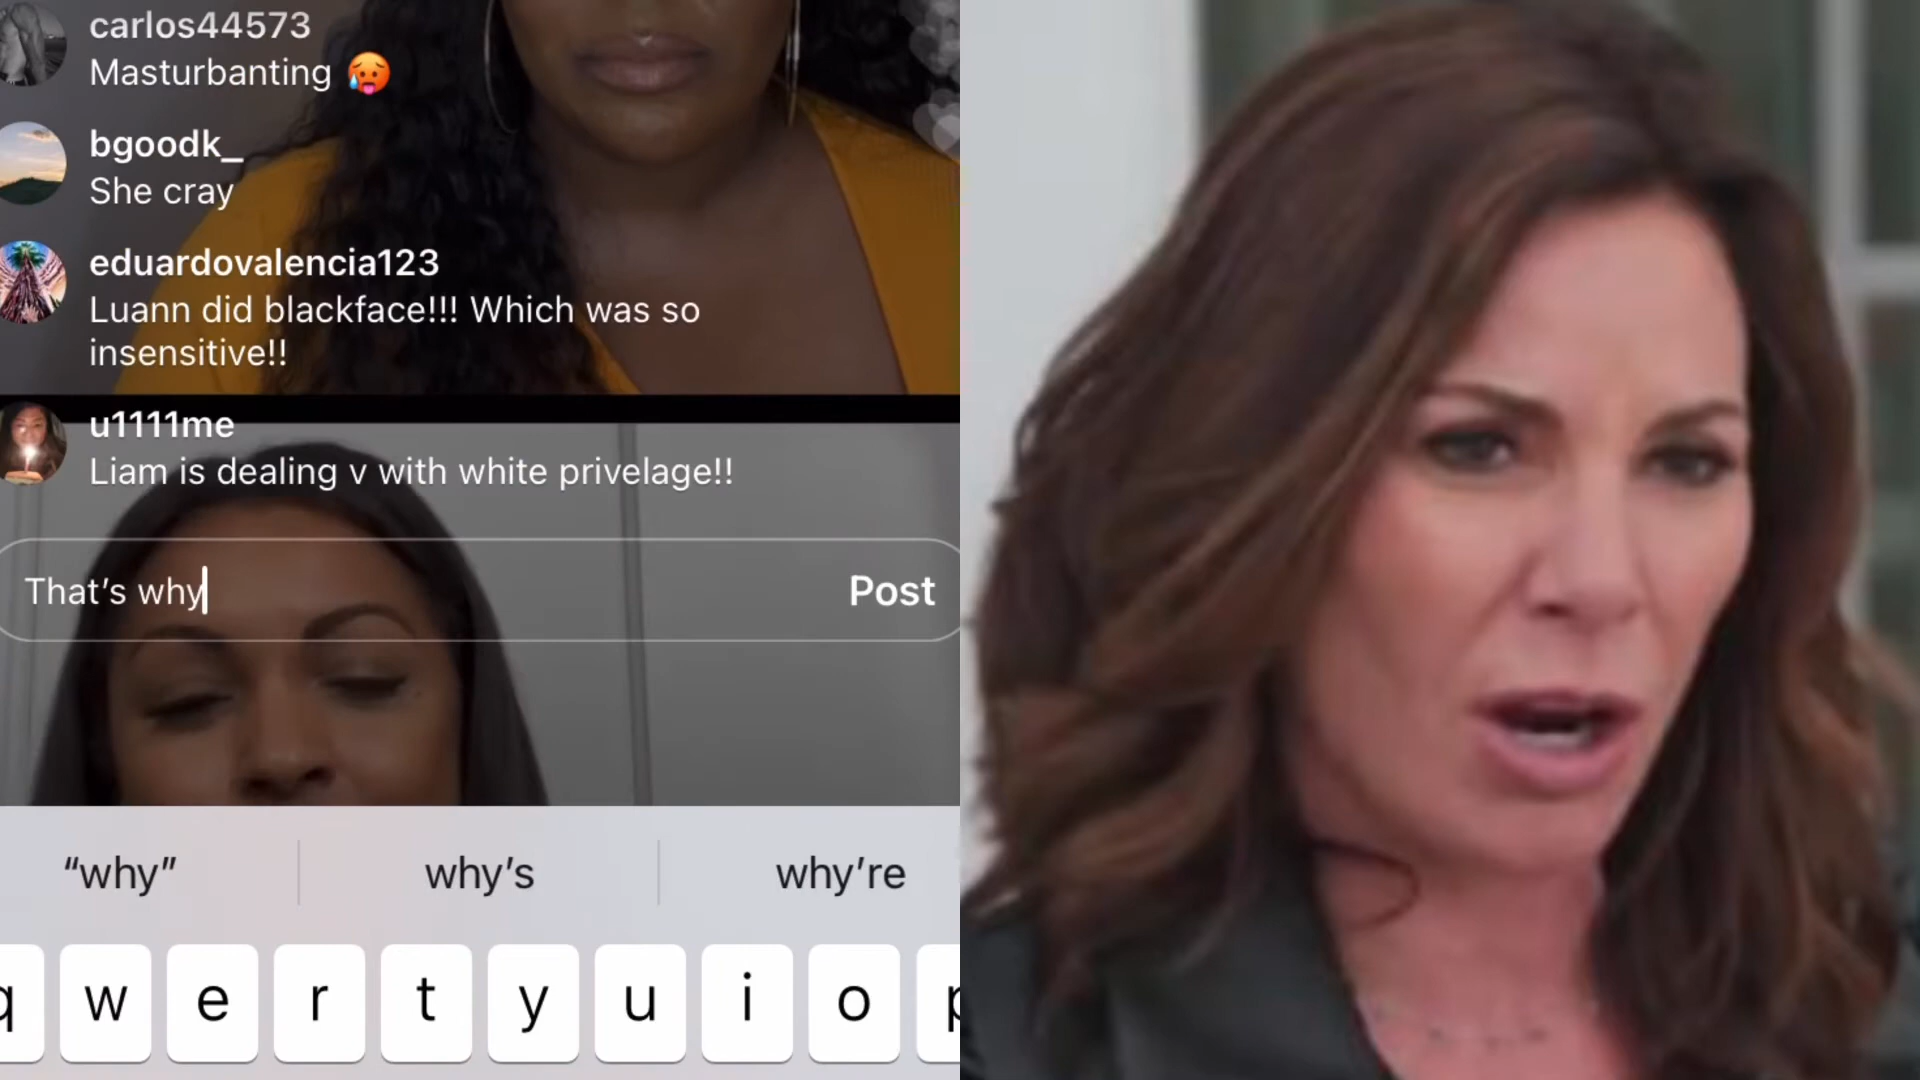 carlos44573
Masturbanting 🥵
bgoodk_
She cray
eduardovalencia123
Luann did blackface!!! Which was so
insensitive!!
u1111me
Liam is dealing v with white privelage!!
That's why
Post
“why”
why's
why're
q w e r t y u i o p